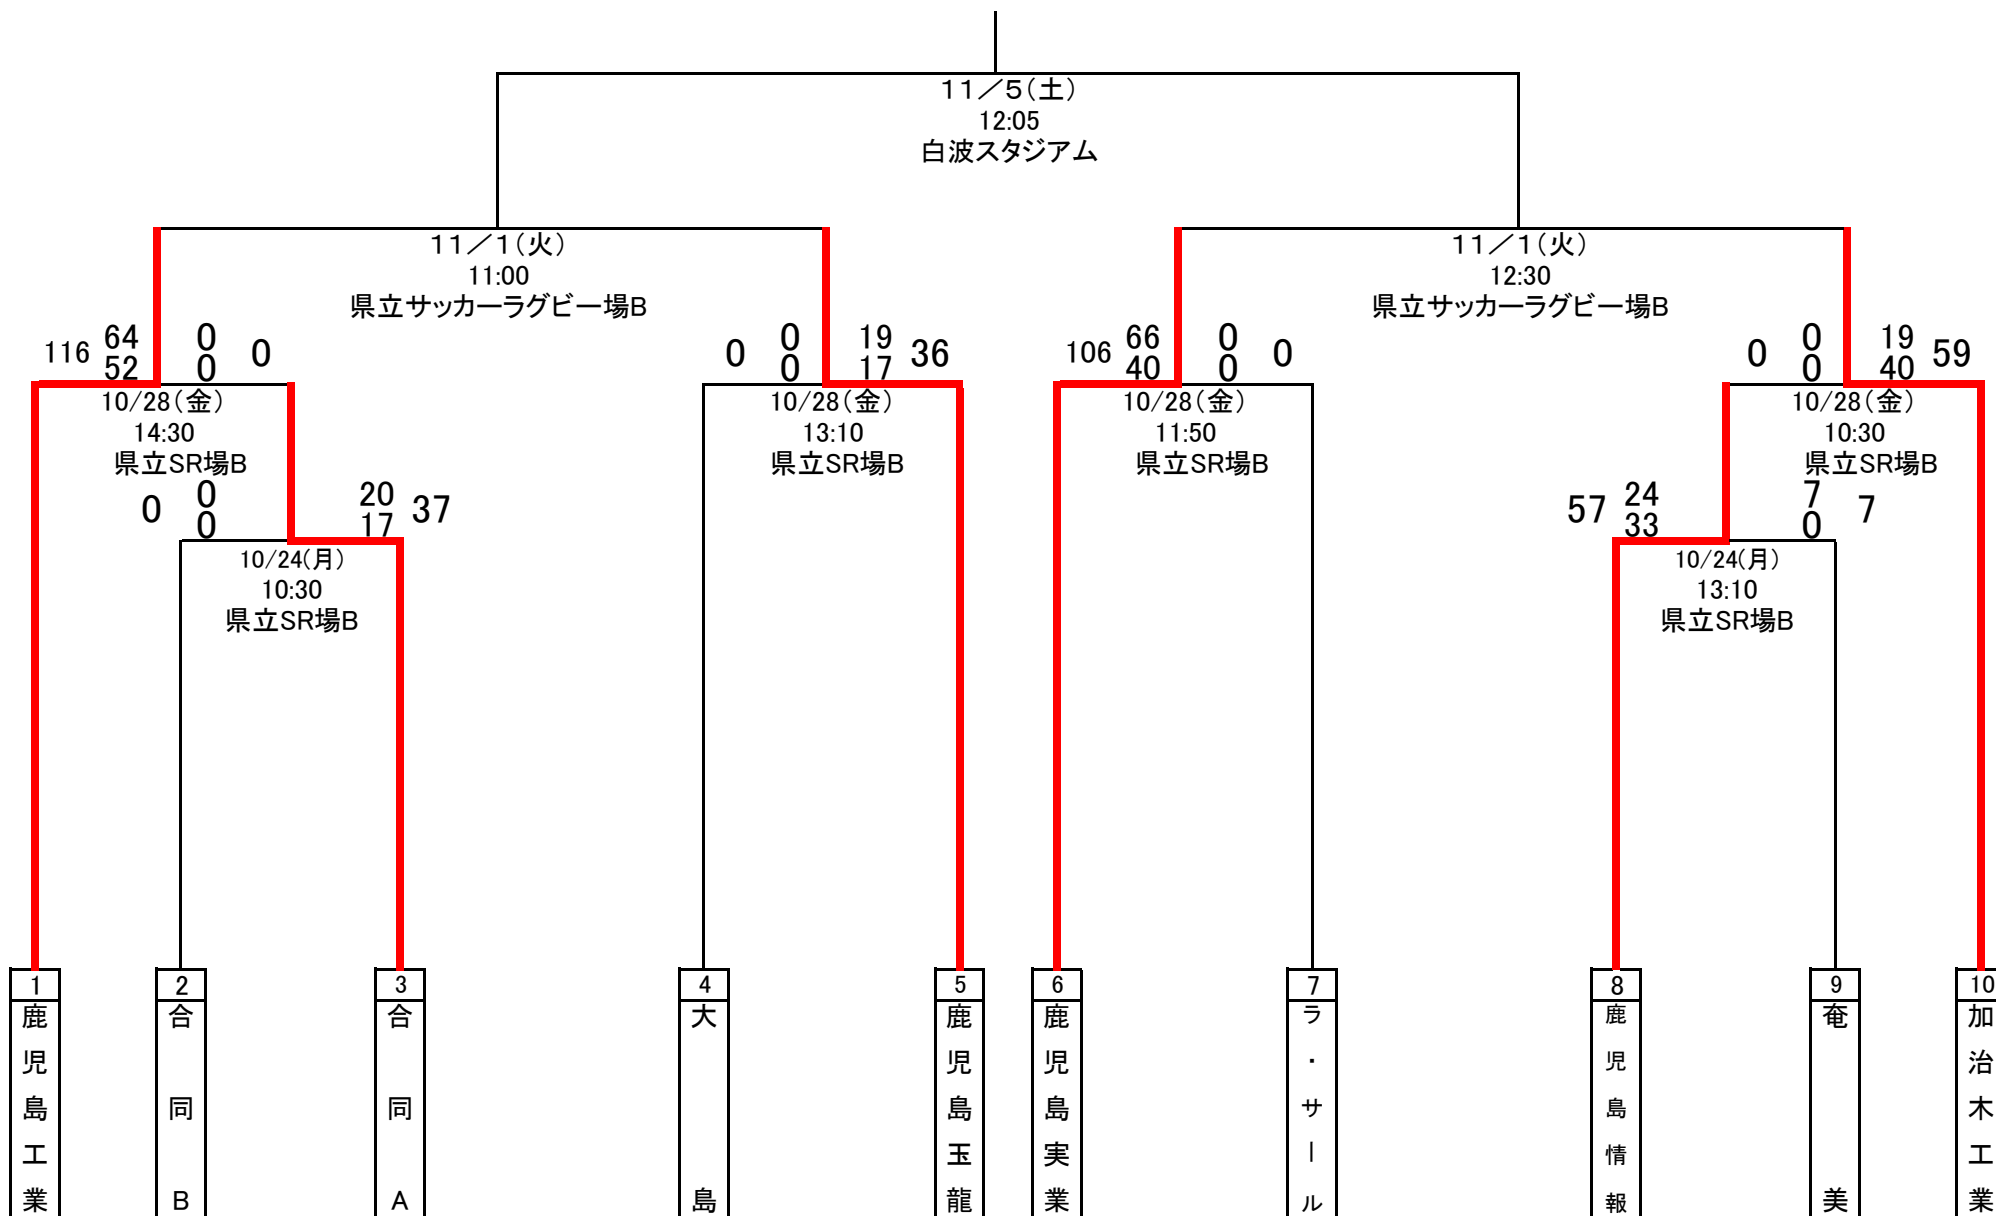 11／5(土)
12:05
白波スタジアム
11／1(火)
11:00
県立サッカーラグビー場B
11／1(火)
12:30
県立サッカーラグビー場B
116 64 0 0
52 0
0 0 19 36
0 17
106 66 0 0
40 0
0 0 19 59
0 40
10/28(金)
14:30
県立SR場B
10/28(金)
13:10
県立SR場B
10/28(金)
11:50
県立SR場B
10/28(金)
10:30
県立SR場B
0 0 20 37
0 17
57 24 7 7
33 0
10/24(月)
10:30
県立SR場B
10/24(月)
13:10
県立SR場B
1
鹿児島工業
2
合同B
3
合同A
4
大島
5
鹿児島玉龍
6
鹿児島実業
7
ラ・サール
8
鹿児島情報
9
奄美
10
加治木工業